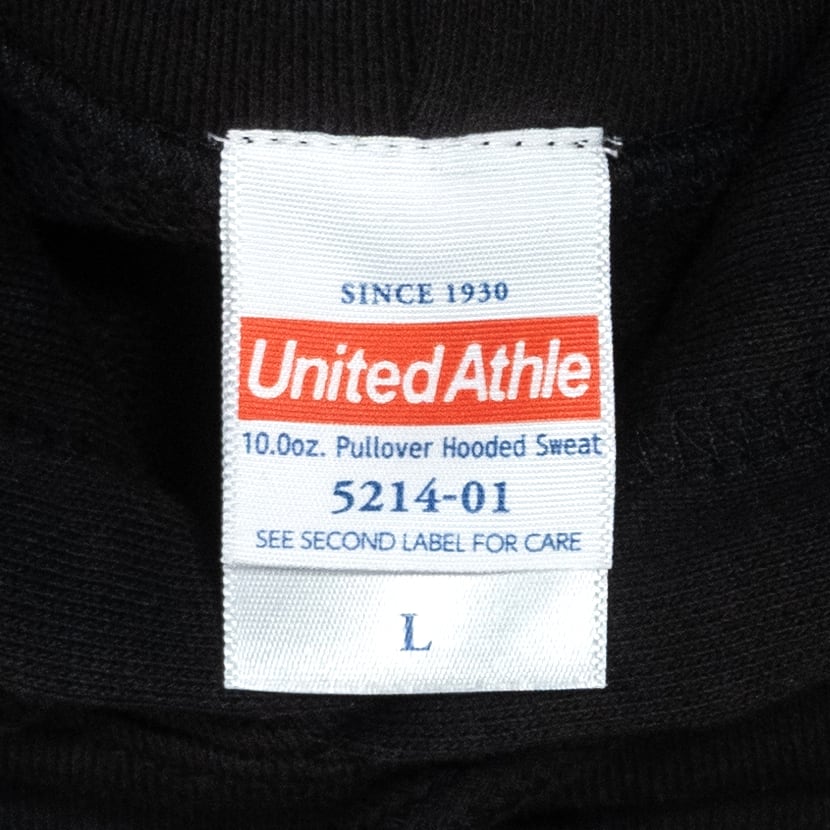 SINCE 1930
United Athle
10.0oz. Pullover Hooded Sweat
5214-01
SEE SECOND LABEL FOR CARE
L